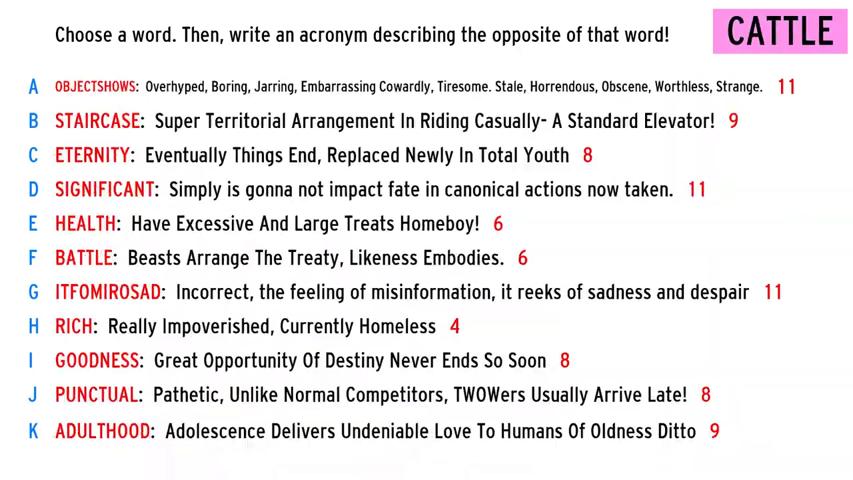 Choose a word. Then, write an acronym describing the opposite of that word!
CATTLE
A OBJECTSHOWS: Overhyped, Boring, Jarring, Embarrassing Cowardly, Tiresome. Stale, Horrendous, Obscene, Worthless, Strange. 11
B STAIRCASE: Super Territorial Arrangement In Riding Casually- A Standard Elevator! 9
C ETERNITY: Eventually Things End, Replaced Newly In Total Youth 8
D SIGNIFICANT: Simply is gonna not impact fate in canonical actions now taken. 11
E HEALTH: Have Excessive And Large Treats Homeboy! 6
F BATTLE: Beasts Arrange The Treaty, Likeness Embodies. 6
G ITFOMIROSAD: Incorrect, the feeling of misinformation, it reeks of sadness and despair 11
H RICH: Really Impoverished, Currently Homeless 4
I GOODNESS: Great Opportunity Of Destiny Never Ends So Soon 8
J PUNCTUAL: Pathetic, Unlike Normal Competitors, TWOWers Usually Arrive Late! 8
K ADULTHOOD: Adolescence Delivers Undeniable Love To Humans Of Oldness Ditto 9